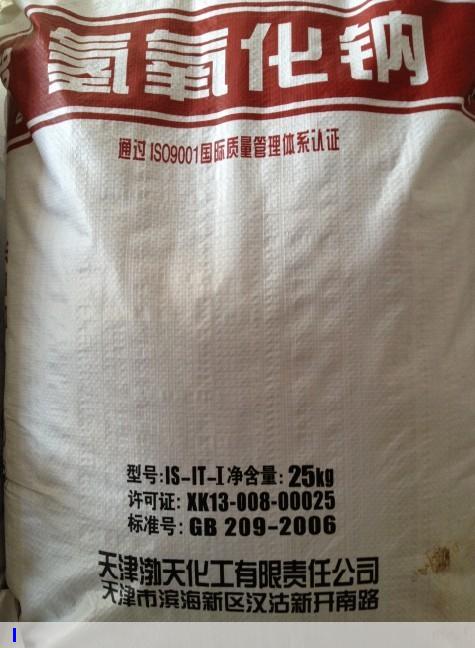 氢氧化钠
通过ISO9001国际质量管理体系认证
型号:IS-IT-I净含量:25kg
许可证:XK13-008-00025
标准号:GB 209-2006
天津渤天化工有限责任公司
天津市滨海新区汉沽新开南路